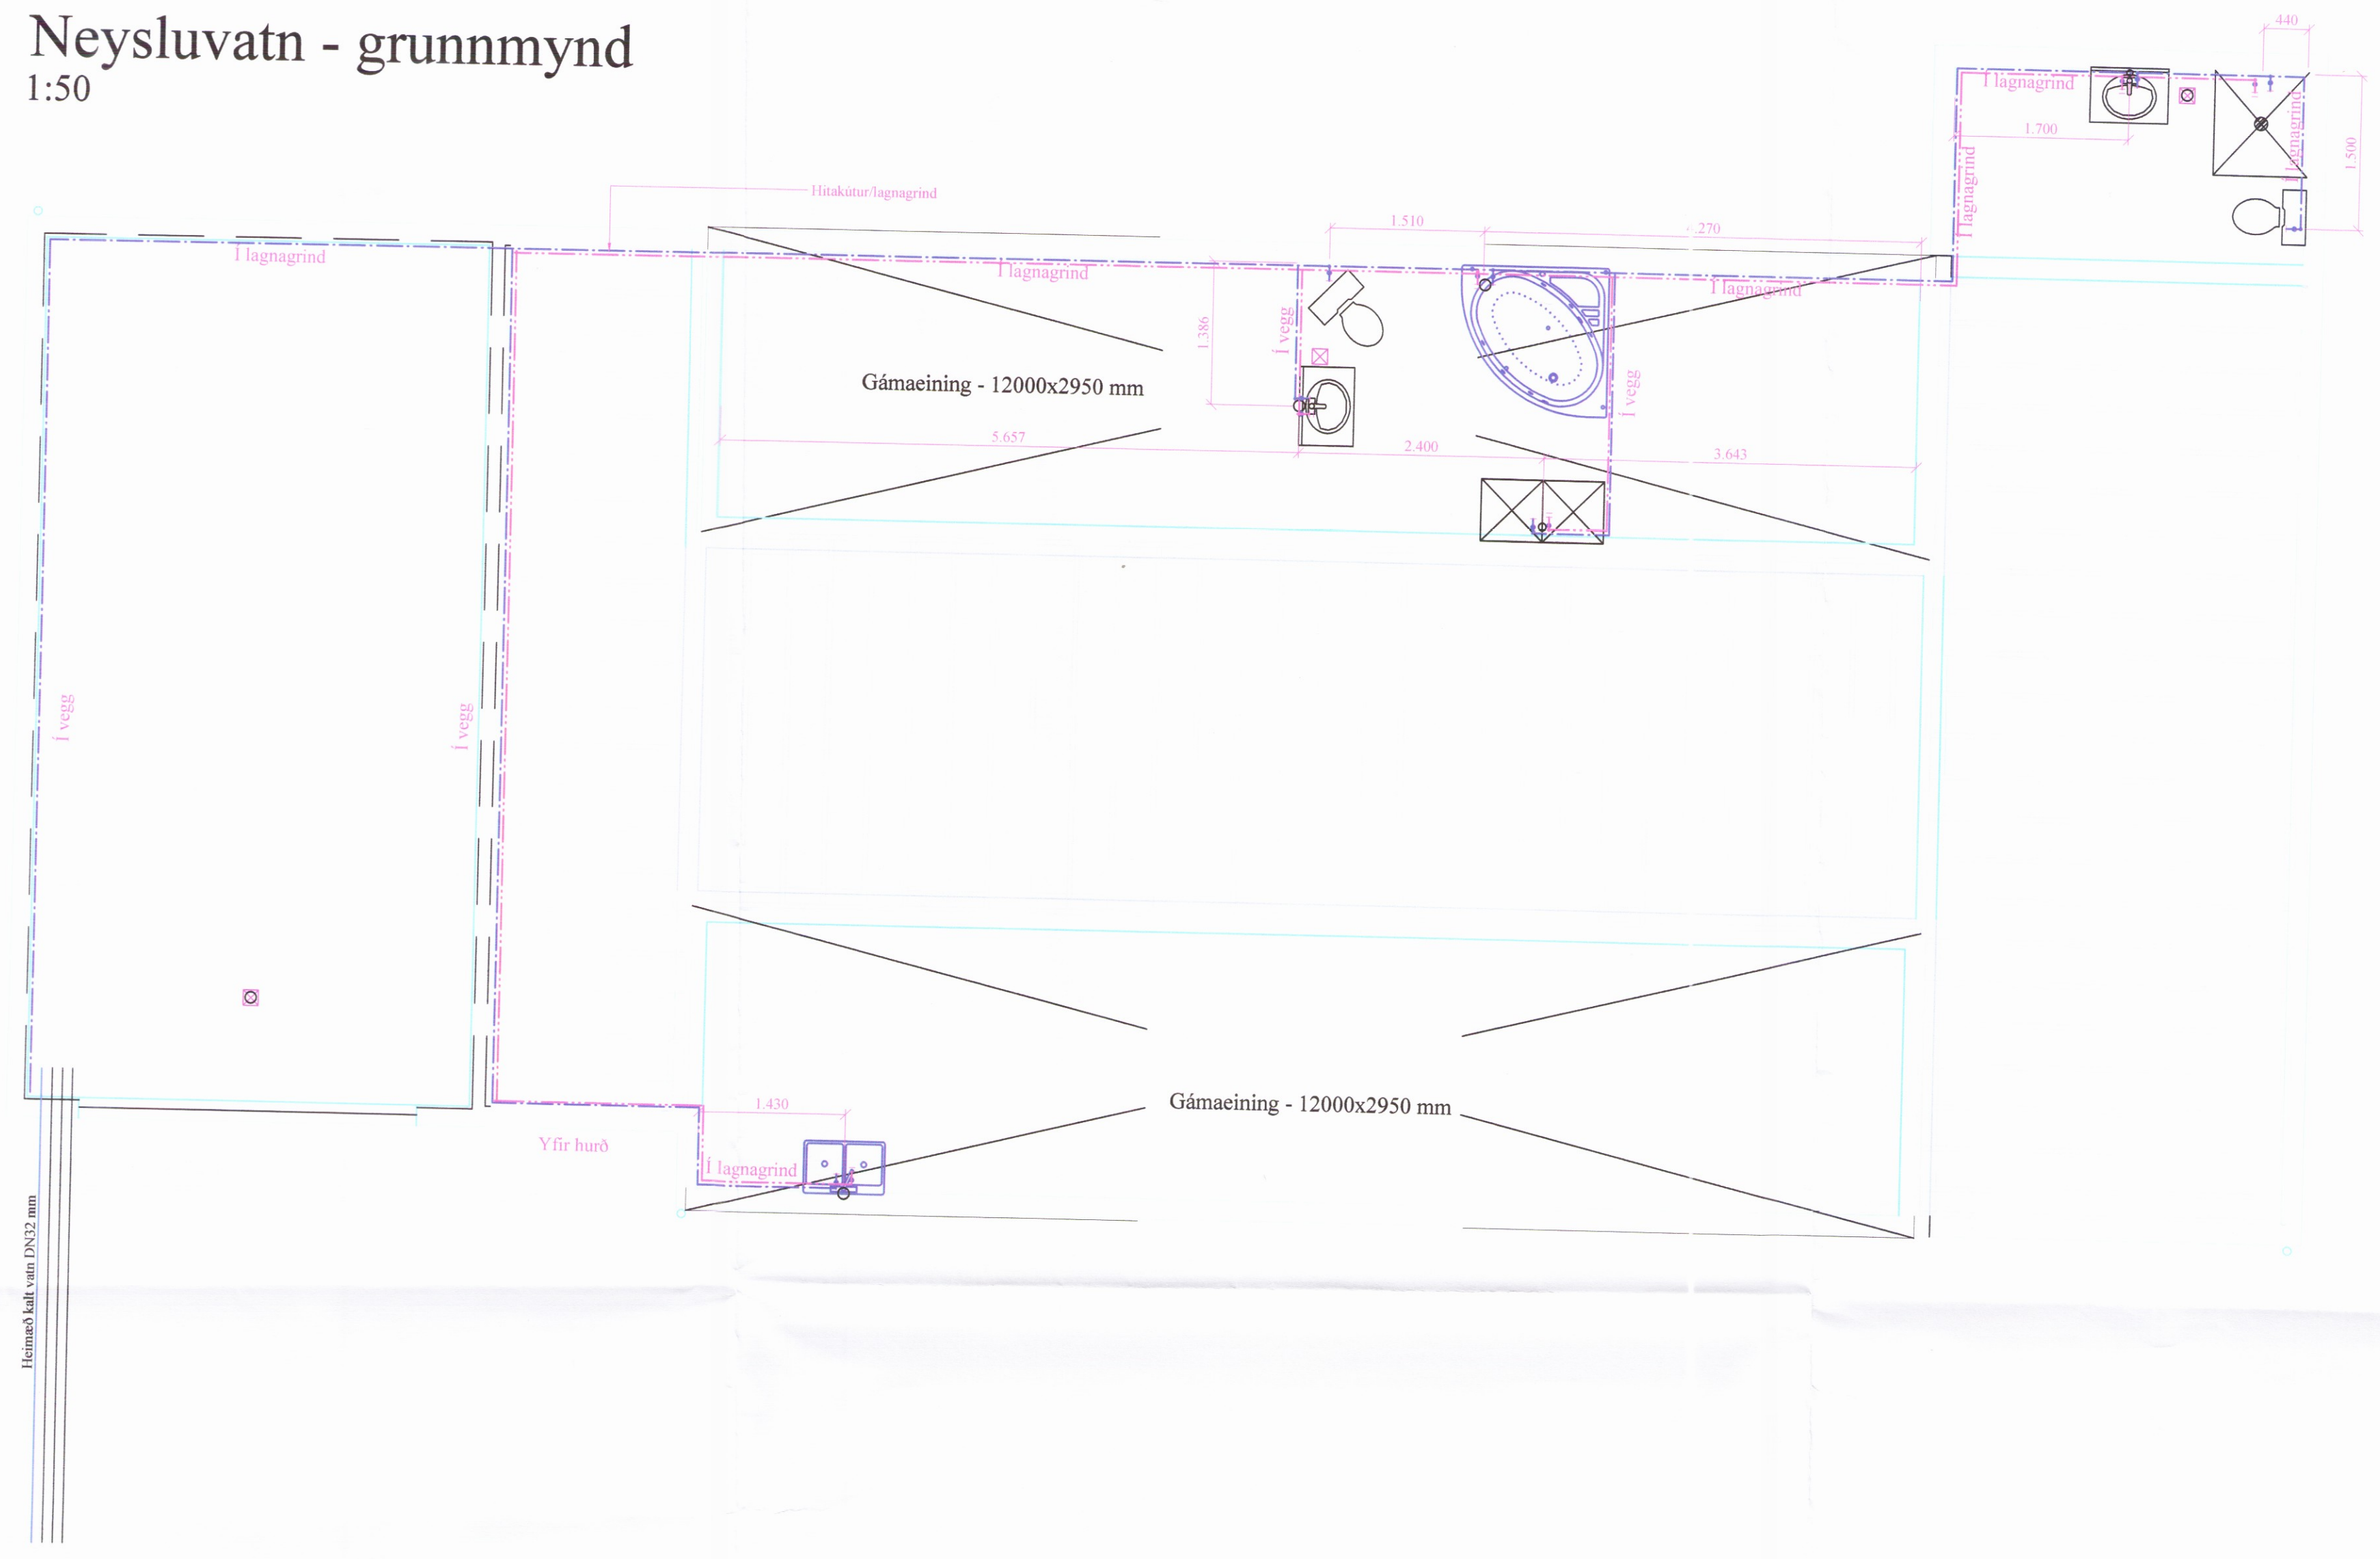 Neysluvatn - grunnmynd
1:50
440
Í lagnagrind
1.700
Í lagnagrind
1.500
Í lagnagrind
Hitakútur/lagnagrind
1.510
.270
Í lagnagrind
Í lagnagrind
Í lagnagrind
1.386
Í vegg
Í vegg
Gámaeining - 12000x2950 mm
5.657
2.400
3.643
Í vegg
Í vegg
Gámaeining - 12000x2950 mm
1.430
Yfir hurð
Í lagnagrind
Heimæð kalt vatn DN32 mm